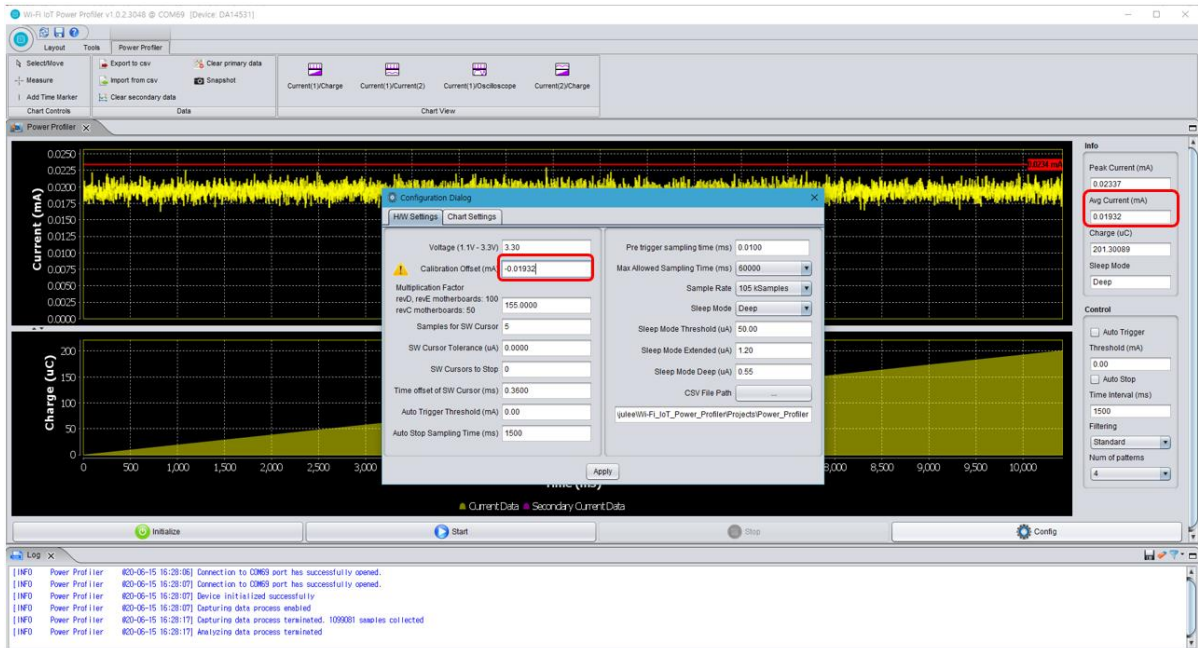 Wi-Fi IoT Power Profiler v1.0.2.3048 @ COM69 [Device: DA14531]
Layout Tools Power Profiler
Select/Move Export to csv Clear primary data
Measure Import from csv Snapshot
Add Time Marker Clear secondary data
Current(1)/Charge Current(1)/Current(2) Current(1)/Oscilloscope Current(2)/Charge
Chart Controls Data Chart View
Power Profiler
0.0250
0.0225
0.0200
0.0175
0.0150
0.0125
0.0100
0.0075
0.0050
0.0025
0.0000
Current (mA)
0.0234 mA
200
150
100
50
0
Charge (uC)
0 500 1,000 1,500 2,000 2,500 3,000 8,000 8,500 9,000 9,500 10,000
Current Data Secondary Current Data
Configuration Dialog
H/W Settings Chart Settings
Voltage (1.1V - 3.3V) 3.30
Calibration Offset (mA) -0.01932
Multiplication Factor
revD, revE motherboards: 100
revC motherboards: 50
155.0000
Samples for SW Cursor 5
SW Cursor Tolerance (uA) 0.0000
SW Cursors to Stop 0
Time offset of SW Cursor (ms) 0.3600
Auto Trigger Threshold (mA) 0.00
Auto Stop Sampling Time (ms) 1500
Pre trigger sampling time (ms) 0.0100
Max Allowed Sampling Time (ms) 60000
Sample Rate 105 kSamples
Sleep Mode Deep
Sleep Mode Threshold (uA) 50.00
Sleep Mode Extended (uA) 1.20
Sleep Mode Deep (uA) 0.55
CSV File Path ...
\julee\Wi-Fi_IoT_Power_Profiler\Projects\Power_Profiler
Apply
Info
Peak Current (mA)
0.02337
Avg Current (mA)
0.01932
Charge (uC)
201.30089
Sleep Mode
Deep
Control
Auto Trigger
Threshold (mA)
0.00
Auto Stop
Time Interval (ms)
1500
Filtering
Standard
Num of patterns
4
Initialize Start Stop Config
Log
[INFO Power Profiler @20-06-15 16:28:06] Connection to COM69 port has successfully opened.
[INFO Power Profiler @20-06-15 16:28:07] Connection to COM69 port has successfully opened.
[INFO Power Profiler @20-06-15 16:28:07] Device initialized successfully
[INFO Power Profiler @20-06-15 16:28:07] Capturing data process enabled
[INFO Power Profiler @20-06-15 16:28:17] Capturing data process terminated. 1099081 samples collected
[INFO Power Profiler @20-06-15 16:28:17] Analyzing data process terminated